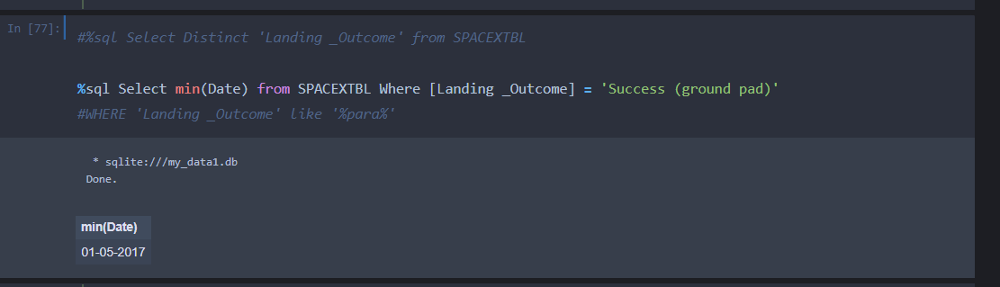 In [77]:
#%sql Select Distinct 'Landing _Outcome' from SPACEXTBL
%sql Select min(Date) from SPACEXTBL Where [Landing _Outcome] = 'Success (ground pad)'
#WHERE 'Landing _Outcome' like '%para%'
* sqlite:///my_data1.db
Done.
min(Date)
01-05-2017